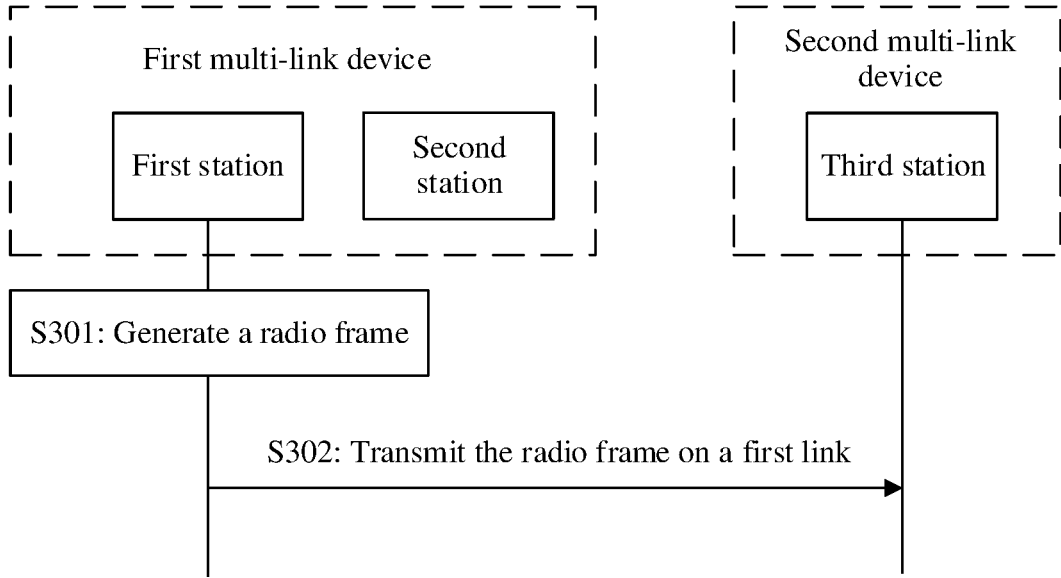 First multi-link device
Second multi-link
device
First station
Second
station
Third station
S301: Generate a radio frame
S302: Transmit the radio frame on a first link